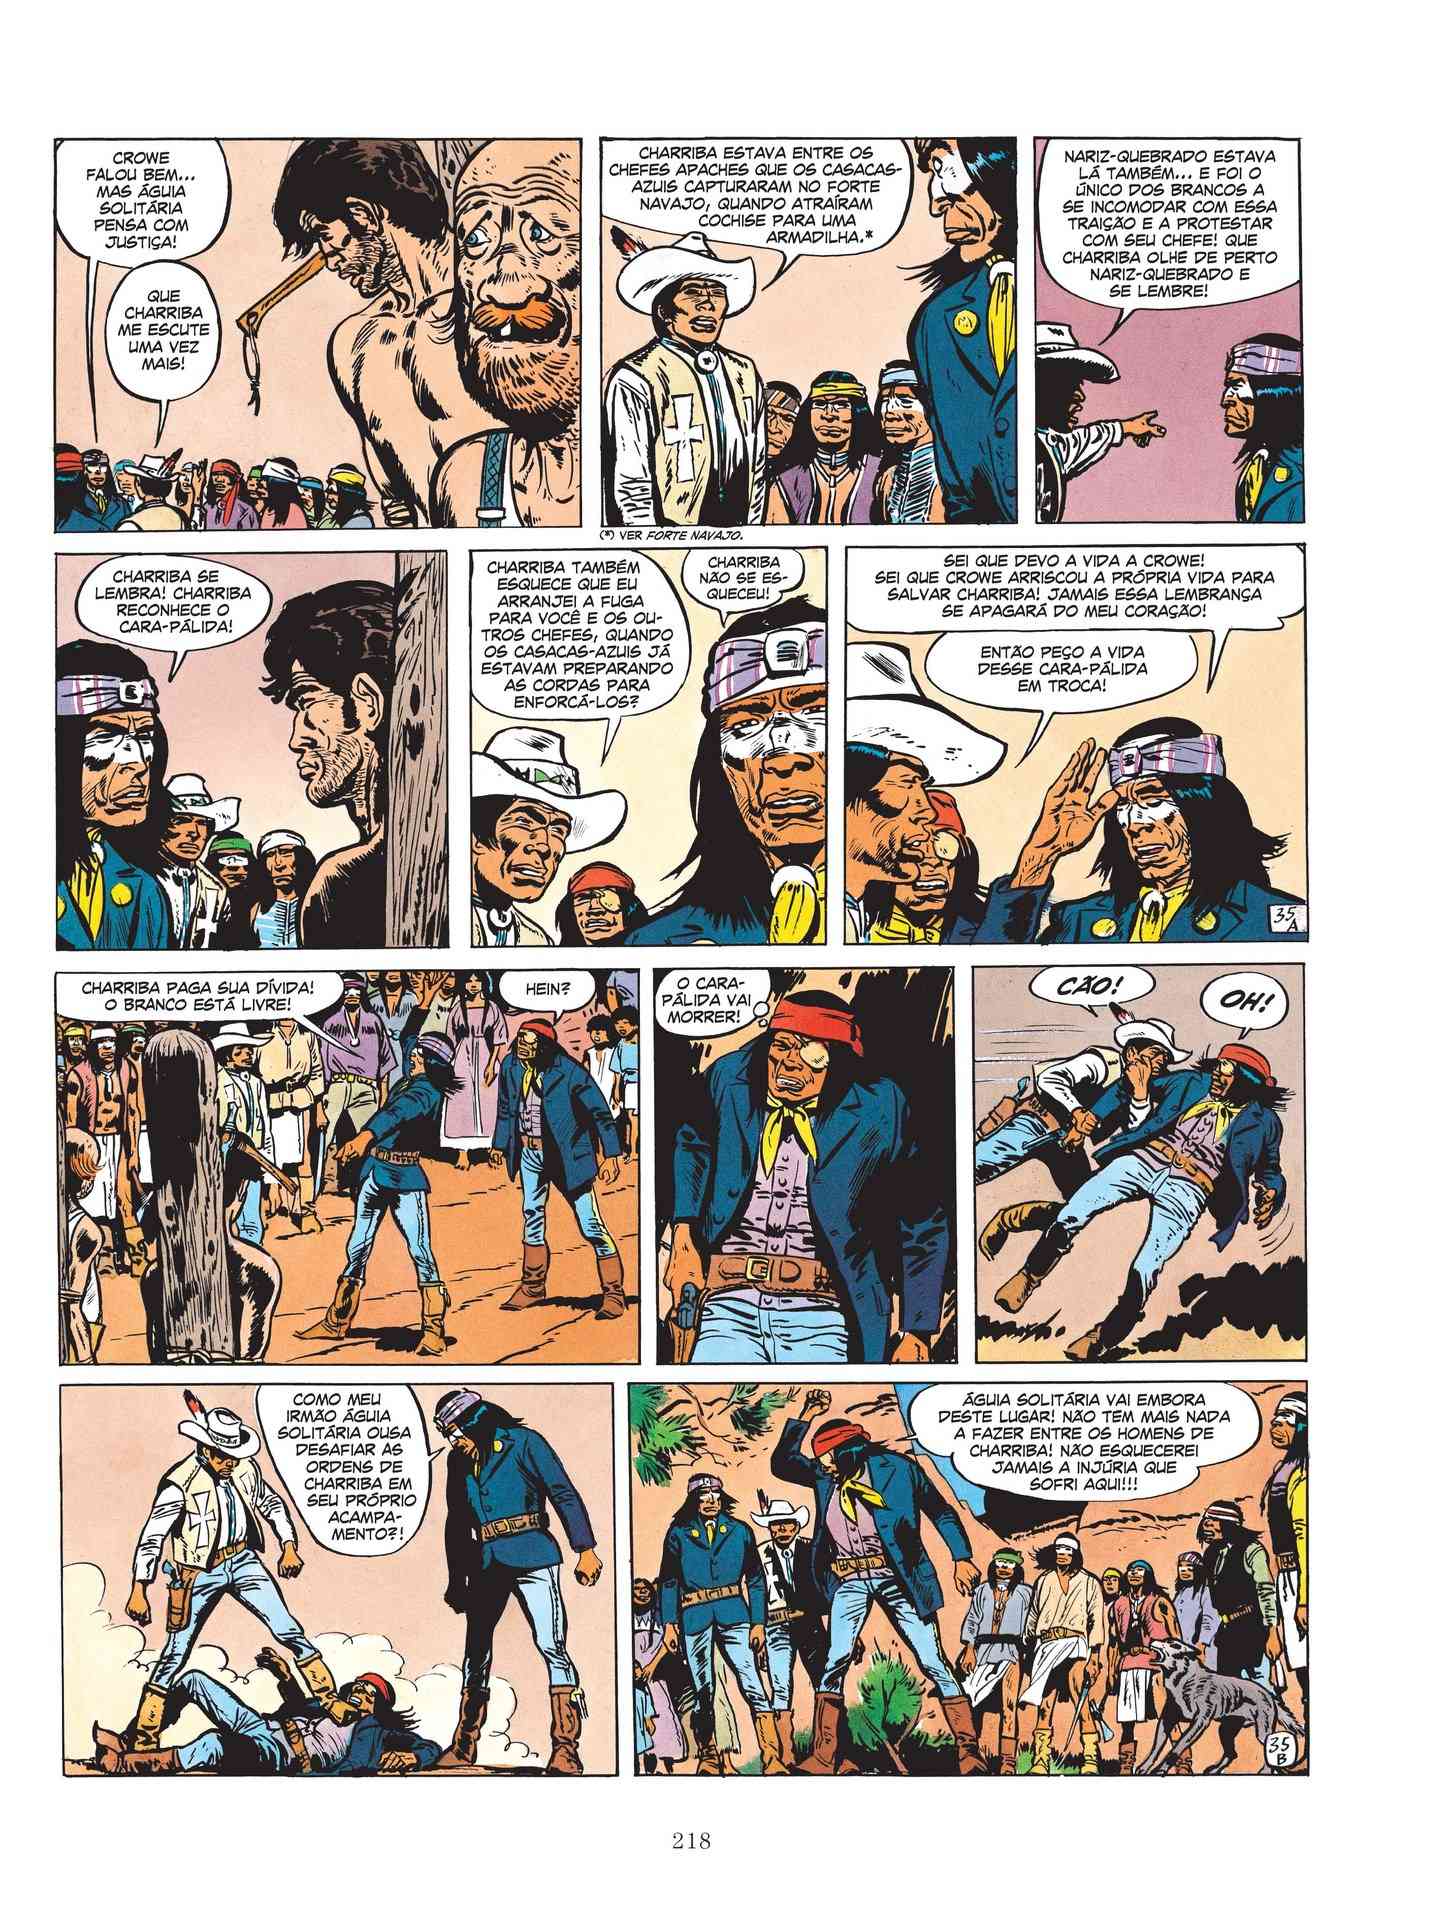 CROWE
FALOU BEM...
MAS ÁGUIA
SOLITÁRIA
PENSA COM
JUSTIÇA!
QUE
CHARRIBA
ME ESCUTE
UMA VEZ
MAIS!
CHARRIBA ESTAVA ENTRE OS
CHEFES APACHES QUE OS CASACAS-
AZUIS CAPTURARAM NO FORTE
NAVAJO, QUANDO ATRAÍRAM
COCHISE PARA UMA
ARMADILHA.*
(*) VER FORTE NAVAJO.
NARIZ-QUEBRADO ESTAVA
LÁ TAMBÉM... E FOI O
ÚNICO DOS BRANCOS A
SE INCOMODAR COM ESSA
TRAIÇÃO E A PROTESTAR
COM SEU CHEFE! QUE
CHARRIBA OLHE DE PERTO
NARIZ-QUEBRADO E
SE LEMBRE!
CHARRIBA SE
LEMBRA! CHARRIBA
RECONHECE O
CARA-PÁLIDA!
CHARRIBA TAMBÉM
ESQUECE QUE EU
ARRANJEI A FUGA
PARA VOCÊ E OS OU-
TROS CHEFES, QUANDO
OS CASACAS-AZUIS JÁ
ESTAVAM PREPARANDO
AS CORDAS PARA
ENFORCÁ-LOS?
CHARRIBA
NÃO SE ES-
QUECEU!
SEI QUE DEVO A VIDA A CROWE!
SEI QUE CROWE ARRISCOU A PRÓPRIA VIDA PARA
SALVAR CHARRIBA! JAMAIS ESSA LEMBRANÇA
SE APAGARÁ DO MEU CORAÇÃO!
ENTÃO PEÇO A VIDA
DESSE CARA-PÁLIDA
EM TROCA!
35
A
CHARRIBA PAGA SUA DÍVIDA!
O BRANCO ESTÁ LIVRE!
HEIN?
O CARA-
PÁLIDA VAI
MORRER!
CÃO!
OH!
COMO MEU
IRMÃO ÁGUIA
SOLITÁRIA OUSA
DESAFIAR AS
ORDENS DE
CHARRIBA EM
SEU PRÓPRIO
ACAMPA-
MENTO?!
ÁGUIA SOLITÁRIA VAI EMBORA
DESTE LUGAR! NÃO TEM MAIS NADA
A FAZER ENTRE OS HOMENS DE
CHARRIBA! NÃO ESQUECEREI
JAMAIS A INJÚRIA QUE
SOFRI AQUI!!!
35
B
218